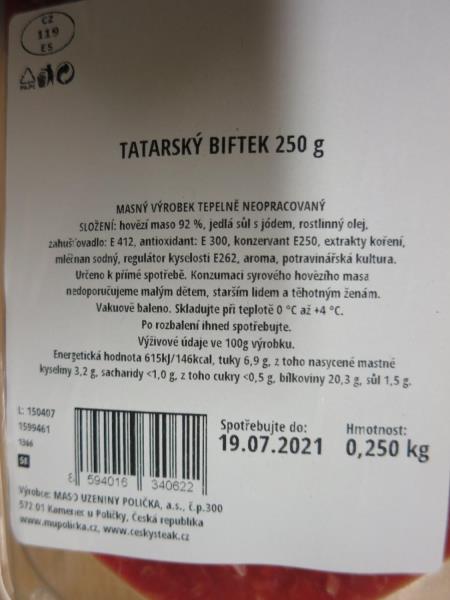 CZ
119
ES
TATARSKÝ BIFTEK 250 g
MASNÝ VÝROBEK TEPELNĚ NEOPRACOVANÝ
SLOŽENÍ: hovězí maso 92 %, jedlá sůl s jódem, rostlinný olej,
zahušťovadlo: E 412, antioxidant: E 300, konzervant E250, extrakty koření,
mléčnan sodný, regulátor kyselosti E262, aroma, potravinářská kultura.
Určeno k přímé spotřebě. Konzumaci syrového hovězího masa
nedoporučujeme malým dětem, starším lidem a těhotným ženám.
Vakuově baleno. Skladujte při teplotě 0 °C až +4 °C.
Po rozbalení ihned spotřebujte.
Výživové údaje ve 100g výrobku.
Energetická hodnota 615kJ/146kcal, tuky 6,9 g, z toho nasycené mastné
kyseliny 3,2 g, sacharidy <1,0 g, z toho cukry <0,5 g, bílkoviny 20,3 g, sůl 1,5 g.
L: 150407
1599461
1366
Spotřebujte do:
19.07.2021
Hmotnost:
0,250 kg
8 594016 340622
Výrobce: MASO UZENINY POLIČKA, a.s., č.p.300
572 01 Kamenec u Poličky, Česká republika
www.mupolicka.cz, www.ceskysteak.cz